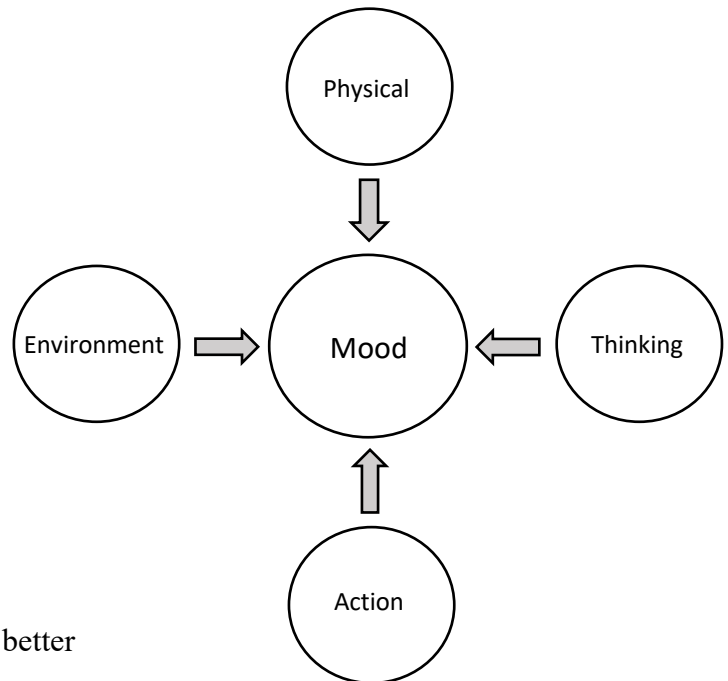 Physical
Environment
Mood
Thinking
Action
better